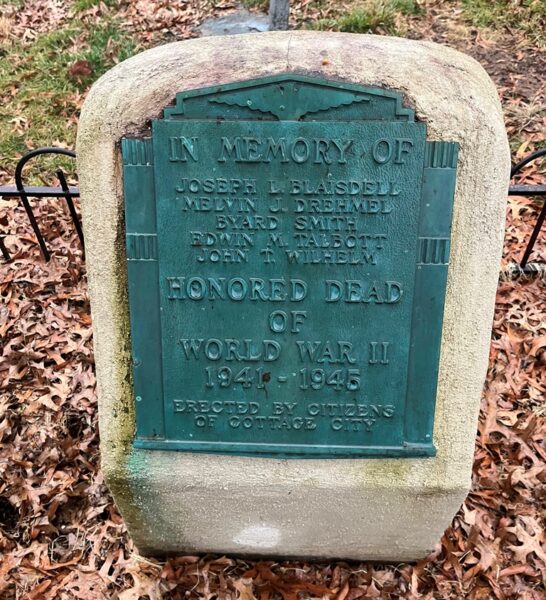 IN MEMORY OF
JOSEPH L. BLAISDELL
MELVIN J. DREHMEL
BYARD SMITH
EDWIN M. TALBOTT
JOHN T. WILHELM
HONORED DEAD
OF
WORLD WAR II
1941 - 1945
ERECTED BY CITIZENS
OF COTTAGE CITY